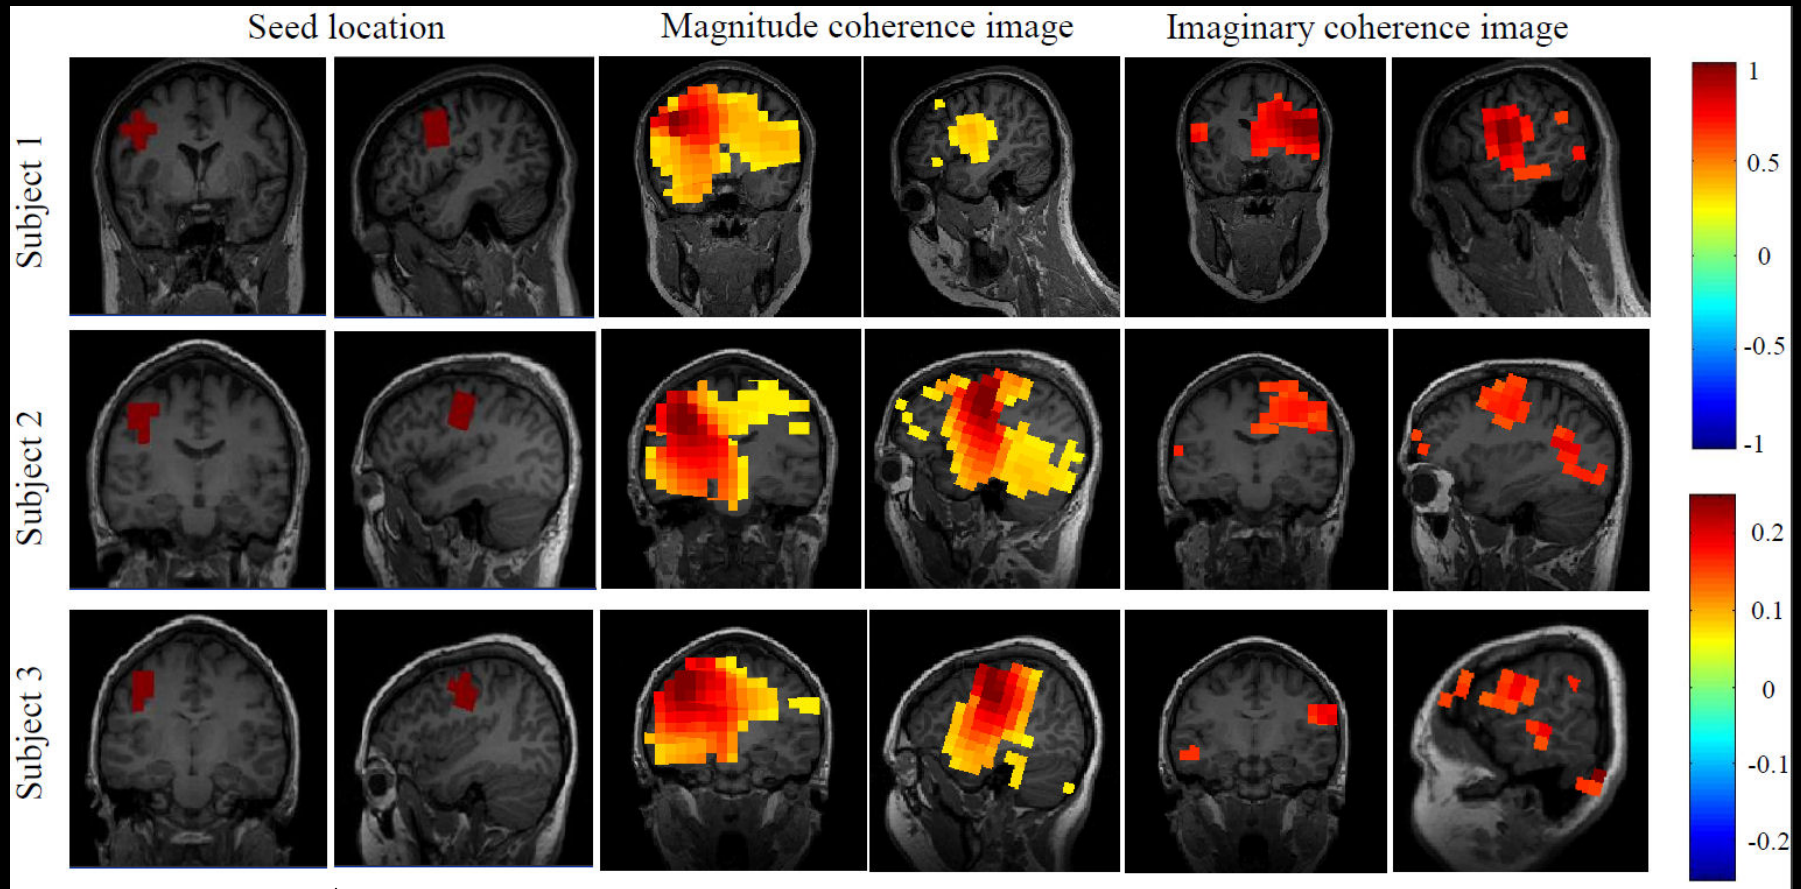 Seed location
Magnitude coherence image
Imaginary coherence image
Subject 1
Subject 2
Subject 3
1
0.5
0
-0.5
-1
0.2
0.1
0
-0.1
-0.2